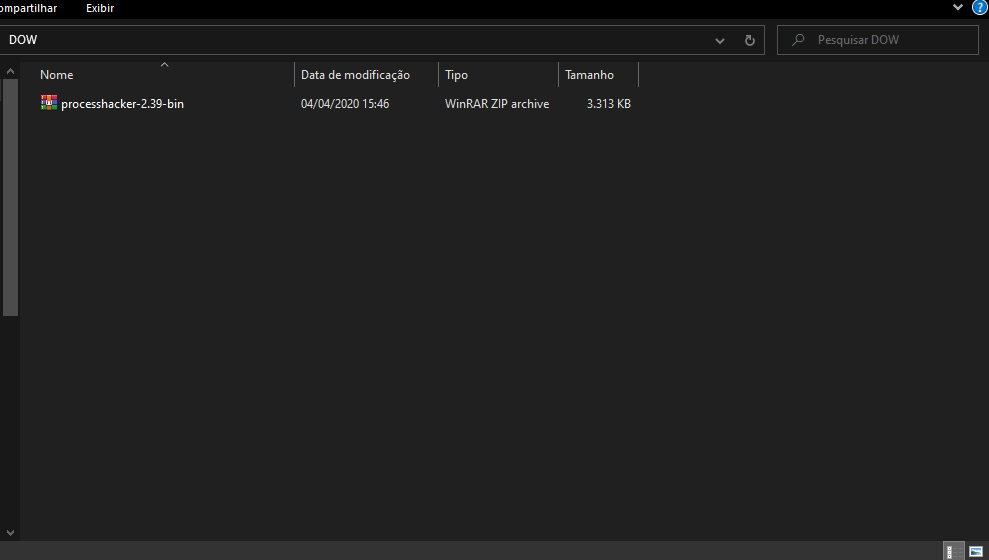 ompartilhar Exibir ?
DOW Pesquisar DOW
Nome Data de modificação Tipo Tamanho
processhacker-2.39-bin 04/04/2020 15:46 WinRAR ZIP archive 3.313 KB